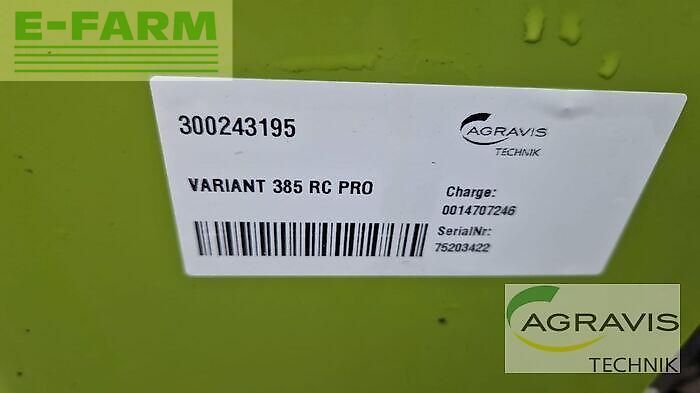 E-FARM
300243195
AGRAVIS
TECHNIK
VARIANT 385 RC PRO
Charge:
0014707246
SerialNr:
75203422
AGRAVIS
TECHNIK